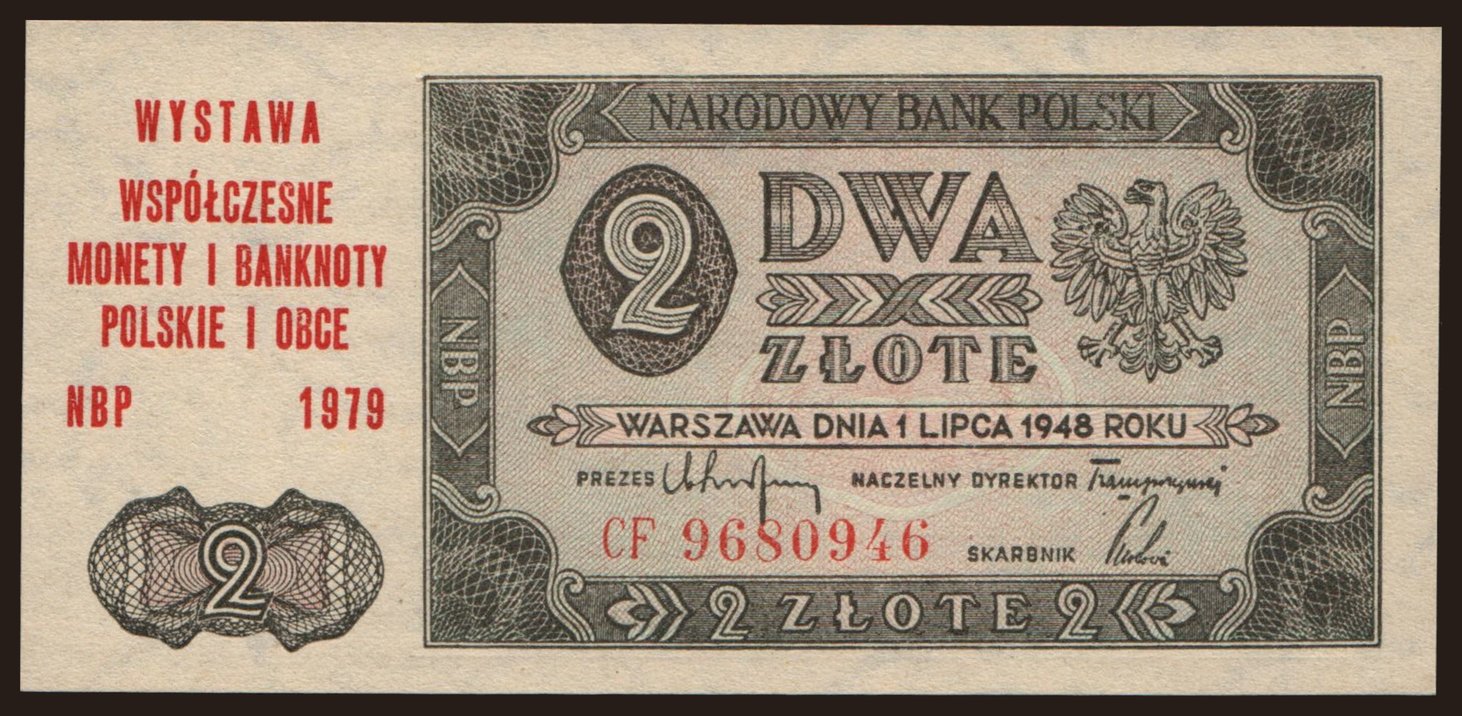 WYSTAWA
WSPÓŁCZESNE
MONETY I BANKNOTY
POLSKIE I OBCE
NBP 1979
2
NARODOWY BANK POLSKI
2
DWA
ZŁOTE
NBP
NBP
WARSZAWA DNIA 1 LIPCA 1948 ROKU
PREZES NACZELNY DYREKTOR
CF 9680946 SKARBNIK
2 ZŁOTE 2